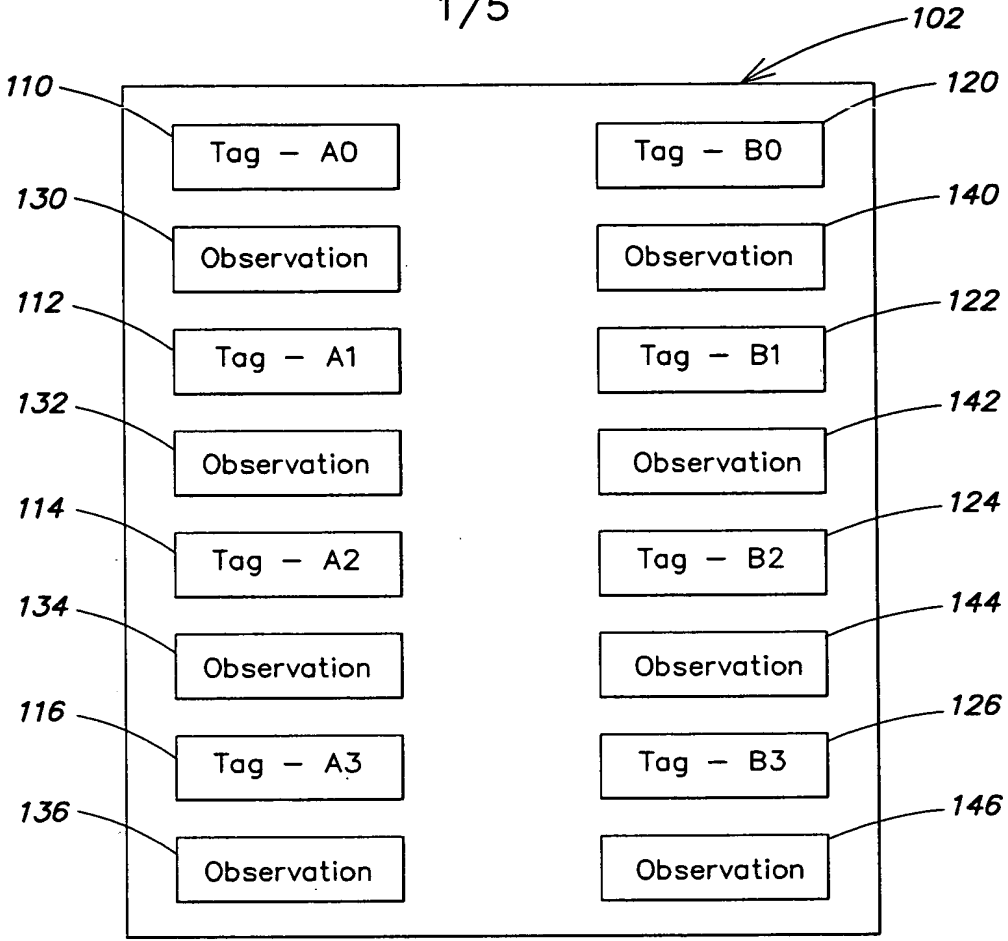 1/5
102
110 Tag – A0 Tag – B0 120
130 Observation Observation 140
112 Tag – A1 Tag – B1 122
132 Observation Observation 142
114 Tag – A2 Tag – B2 124
134 Observation Observation 144
116 Tag – A3 Tag – B3 126
136 Observation Observation 146